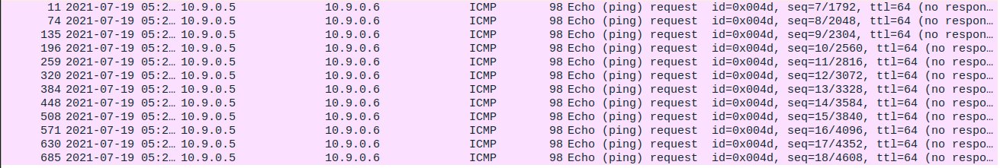 11 2021-07-19 05:2… 10.9.0.5 10.9.0.6 ICMP 98 Echo (ping) request id=0x004d, seq=7/1792, ttl=64 (no respon…
74 2021-07-19 05:2… 10.9.0.5 10.9.0.6 ICMP 98 Echo (ping) request id=0x004d, seq=8/2048, ttl=64 (no respon…
135 2021-07-19 05:2… 10.9.0.5 10.9.0.6 ICMP 98 Echo (ping) request id=0x004d, seq=9/2304, ttl=64 (no respon…
196 2021-07-19 05:2… 10.9.0.5 10.9.0.6 ICMP 98 Echo (ping) request id=0x004d, seq=10/2560, ttl=64 (no respo…
259 2021-07-19 05:2… 10.9.0.5 10.9.0.6 ICMP 98 Echo (ping) request id=0x004d, seq=11/2816, ttl=64 (no respo…
320 2021-07-19 05:2… 10.9.0.5 10.9.0.6 ICMP 98 Echo (ping) request id=0x004d, seq=12/3072, ttl=64 (no respo…
384 2021-07-19 05:2… 10.9.0.5 10.9.0.6 ICMP 98 Echo (ping) request id=0x004d, seq=13/3328, ttl=64 (no respo…
448 2021-07-19 05:2… 10.9.0.5 10.9.0.6 ICMP 98 Echo (ping) request id=0x004d, seq=14/3584, ttl=64 (no respo…
508 2021-07-19 05:2… 10.9.0.5 10.9.0.6 ICMP 98 Echo (ping) request id=0x004d, seq=15/3840, ttl=64 (no respo…
571 2021-07-19 05:2… 10.9.0.5 10.9.0.6 ICMP 98 Echo (ping) request id=0x004d, seq=16/4096, ttl=64 (no respo…
630 2021-07-19 05:2… 10.9.0.5 10.9.0.6 ICMP 98 Echo (ping) request id=0x004d, seq=17/4352, ttl=64 (no respo…
685 2021-07-19 05:2… 10.9.0.5 10.9.0.6 ICMP 98 Echo (ping) request id=0x004d, seq=18/4608, ttl=64 (no respo…